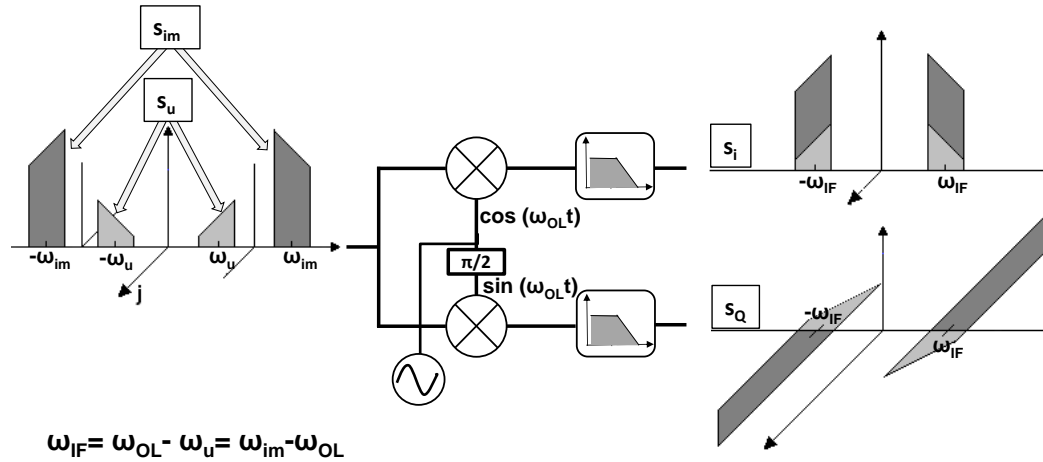 s_im
s_u
-ω_im
-ω_u
ω_u
ω_im
j
cos (ω_OL t)
π/2
sin (ω_OL t)
s_i
-ω_IF
ω_IF
s_Q
-ω_IF
ω_IF
ω_IF= ω_OL- ω_u= ω_im-ω_OL